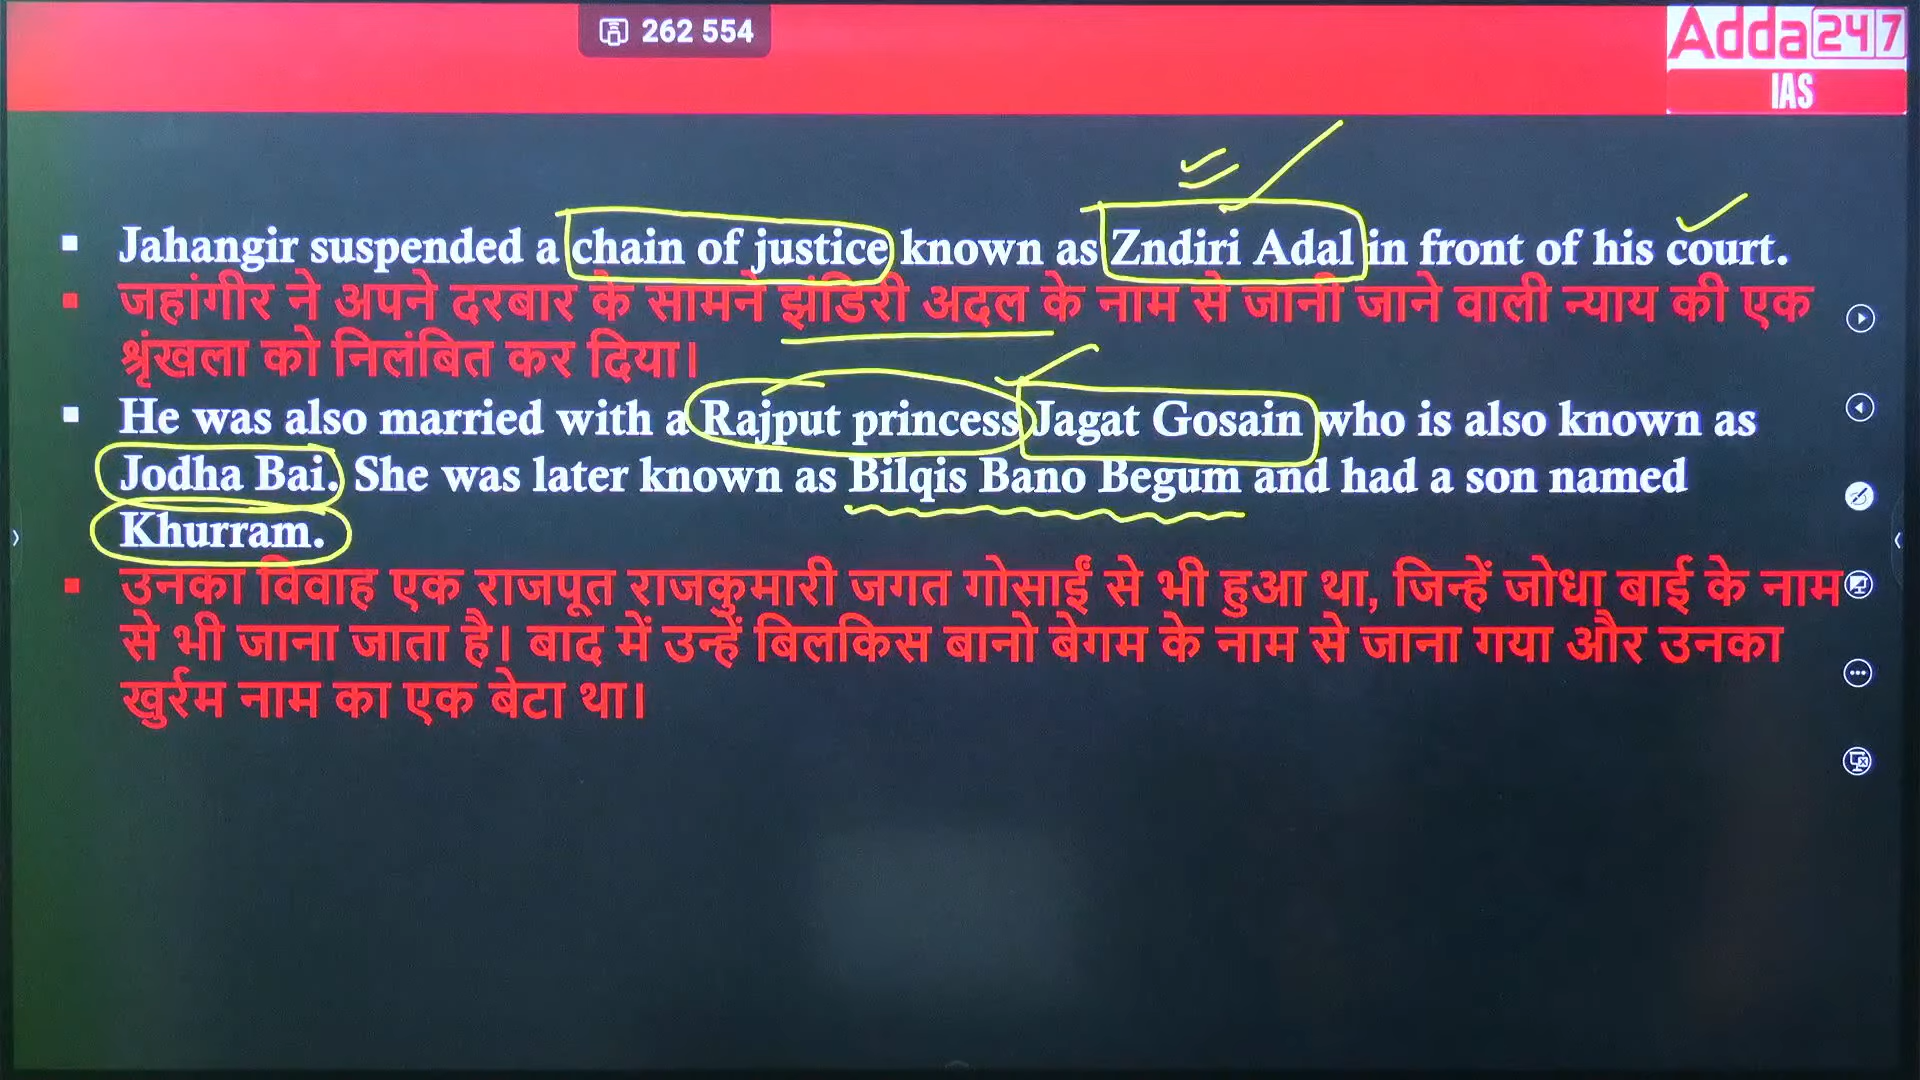 262 554
Adda247
IAS
Jahangir suspended a chain of justice known as Zndiri Adal in front of his court.
जहांगीर ने अपने दरबार के सामने झांडिरी अदल के नाम से जानी जाने वाली न्याय की एक
श्रृंखला को निलंबित कर दिया।
He was also married with a Rajput princess Jagat Gosain who is also known as
Jodha Bai. She was later known as Bilqis Bano Begum and had a son named
Khurram.
उनका विवाह एक राजपूत राजकुमारी जगत गोसाईं से भी हुआ था, जिन्हें जोधा बाई के नाम
से भी जाना जाता है। बाद में उन्हें बिलकिस बानो बेगम के नाम से जाना गया और उनका
खुर्रम नाम का एक बेटा था।